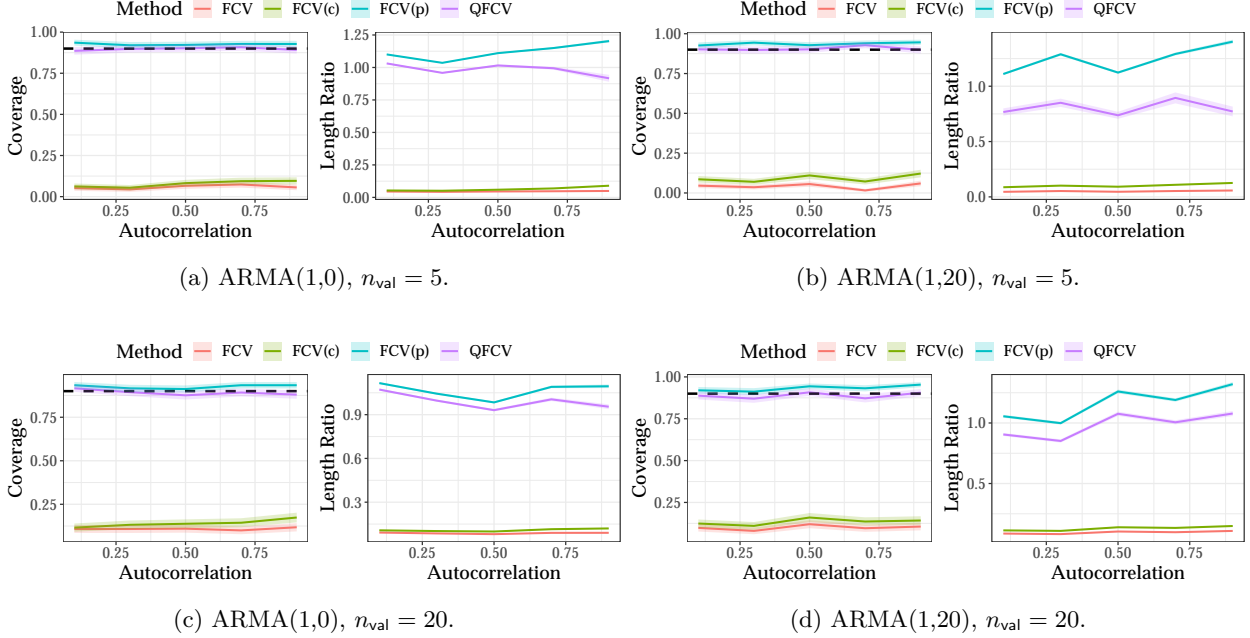 Method FCV FCV(c) FCV(p) QFCV
1.00
0.75
0.50
0.25
0.00
Coverage
0.25 0.50 0.75
Autocorrelation
1.25
1.00
0.75
0.50
0.25
0.00
Length Ratio
0.25 0.50 0.75
Autocorrelation
(a) ARMA(1,0), nval = 5.
Method FCV FCV(c) FCV(p) QFCV
1.00
0.75
0.50
0.25
0.00
Coverage
0.25 0.50 0.75
Autocorrelation
1.0
0.5
0.0
Length Ratio
0.25 0.50 0.75
Autocorrelation
(b) ARMA(1,20), nval = 5.
Method FCV FCV(c) FCV(p) QFCV
0.75
0.50
0.25
Coverage
0.25 0.50 0.75
Autocorrelation
0.9
0.6
0.3
Length Ratio
0.25 0.50 0.75
Autocorrelation
(c) ARMA(1,0), nval = 20.
Method FCV FCV(c) FCV(p) QFCV
1.00
0.75
0.50
0.25
Coverage
0.25 0.50 0.75
Autocorrelation
1.0
0.5
Length Ratio
0.25 0.50 0.75
Autocorrelation
(d) ARMA(1,20), nval = 20.